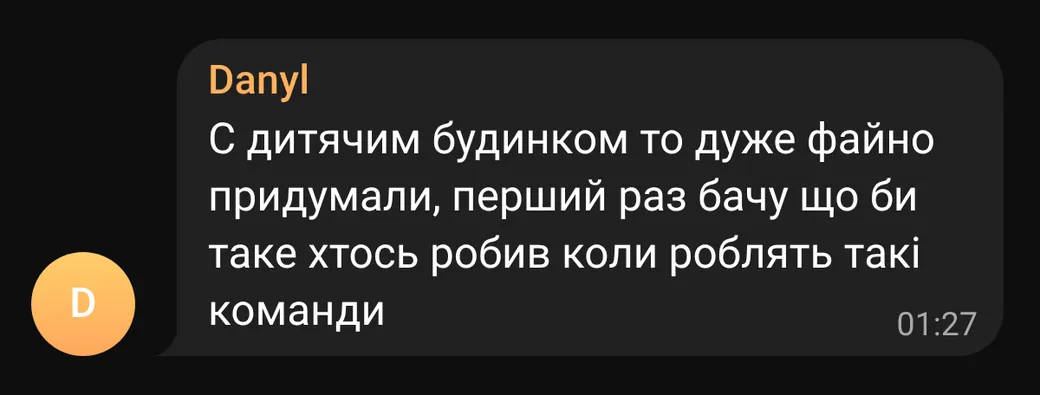 Danyl
С дитячим будинком то дуже файно
придумали, перший раз бачу що би
таке хтось робив коли роблять такі
команди
D
01:27